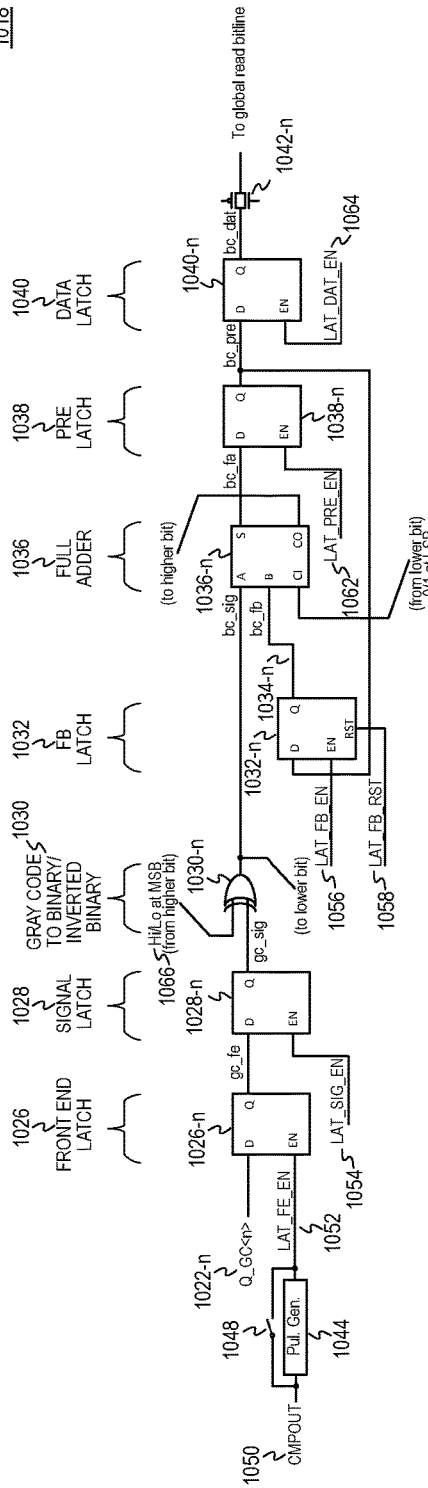 1018
1026
FRONT END
LATCH
1028
SIGNAL
LATCH
1030
GRAY CODE
TO BINARY/
INVERTED
BINARY
1032
FB
LATCH
1036
FULL
ADDER
1038
PRE
LATCH
1040
DATA
LATCH
1050
CMPOUT
1048
Pul. Gen.
1044
1022-n
Q_GC<n>
LAT_FE_EN
1052
1026-n
D
Q
EN
gc_fe
1054
LAT_SIG_EN
1028-n
D
Q
EN
gc_sig
1066
Hi/Lo at MSB
(from higher bit)
1030-n
(to lower bit)
1056
LAT_FB_EN
1058
LAT_FB_RST
1032-n
D
Q
EN
RST
1034-n
bc_sig
bc_fb
1036-n
A
S
B
CI
CO
(to higher bit)
(from lower bit)
bc_fa
1062
LAT_PRE_EN
D
Q
EN
1038-n
bc_pre
1040-n
D
Q
EN
LAT_DAT_EN
1064
bc_dat
1042-n
To global read bitline